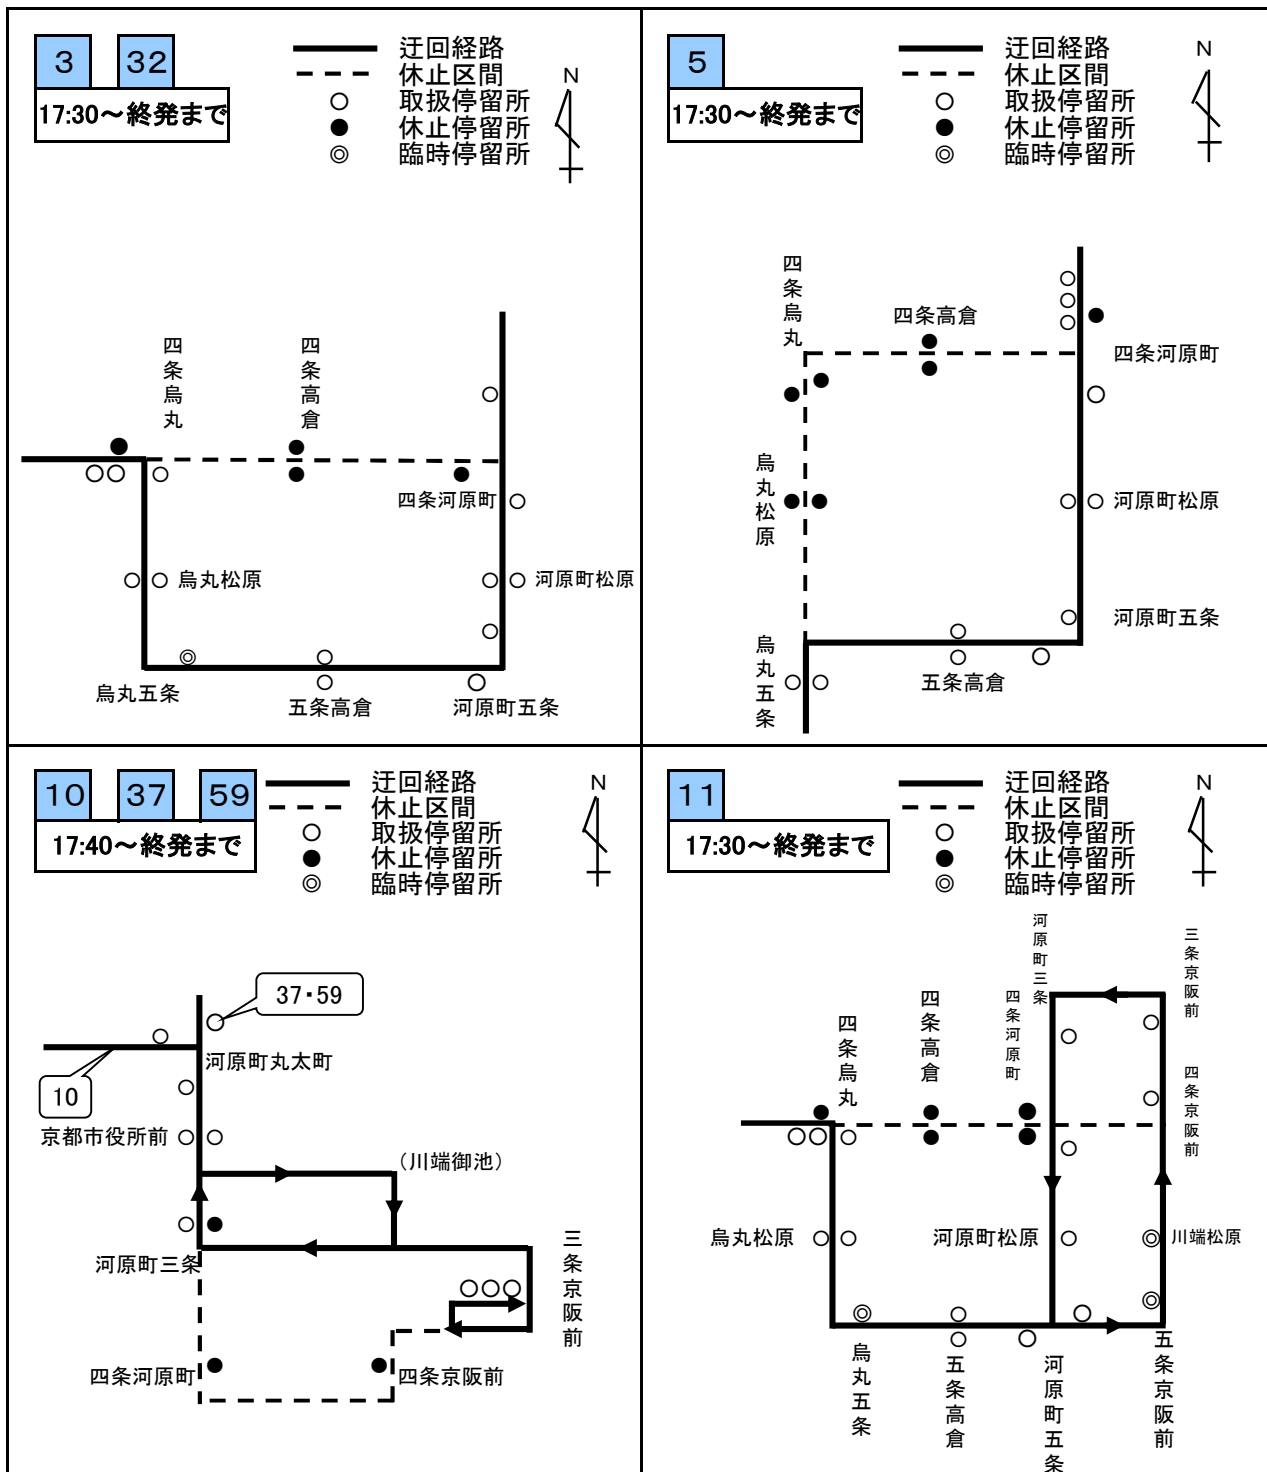 3 32
17:30～終発まで
迂回経路
休止区間
取扱停留所
休止停留所
臨時停留所
N
四条烏丸
四条高倉
四条河原町
烏丸松原
河原町松原
烏丸五条
五条高倉
河原町五条
5
17:30～終発まで
迂回経路
休止区間
取扱停留所
休止停留所
臨時停留所
N
四条烏丸
四条高倉
四条河原町
烏丸松原
河原町松原
河原町五条
烏丸五条
五条高倉
10 37 59
17:40～終発まで
迂回経路
休止区間
取扱停留所
休止停留所
臨時停留所
N
37・59
河原町丸太町
10
京都市役所前
(川端御池)
河原町三条
三条京阪前
四条河原町
四条京阪前
11
17:30～終発まで
迂回経路
休止区間
取扱停留所
休止停留所
臨時停留所
N
河原町三条
三条京阪前
四条烏丸
四条高倉
四条河原町
四条京阪前
烏丸松原
河原町松原
川端松原
烏丸五条
五条高倉
河原町五条
五条京阪前